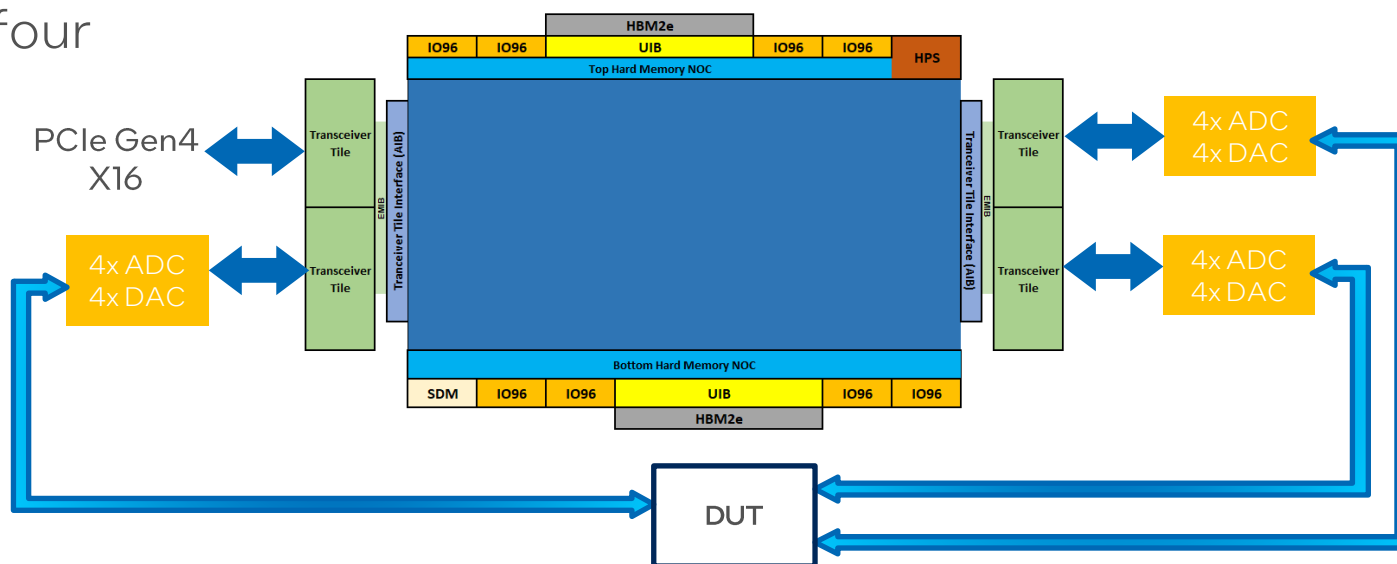 four
HBM2e
IO96
IO96
UIB
IO96
IO96
HPS
Top Hard Memory NOC
PCIe Gen4
X16
Transceiver
Tile
EMIB
Tranceiver Tile Interface (AIB)
Tranceiver Tile Interface (AIB)
EMIB
Transceiver
Tile
4x ADC
4x DAC
4x ADC
4x DAC
Transceiver
Tile
Transceiver
Tile
4x ADC
4x DAC
Bottom Hard Memory NOC
SDM
IO96
IO96
UIB
IO96
IO96
HBM2e
DUT